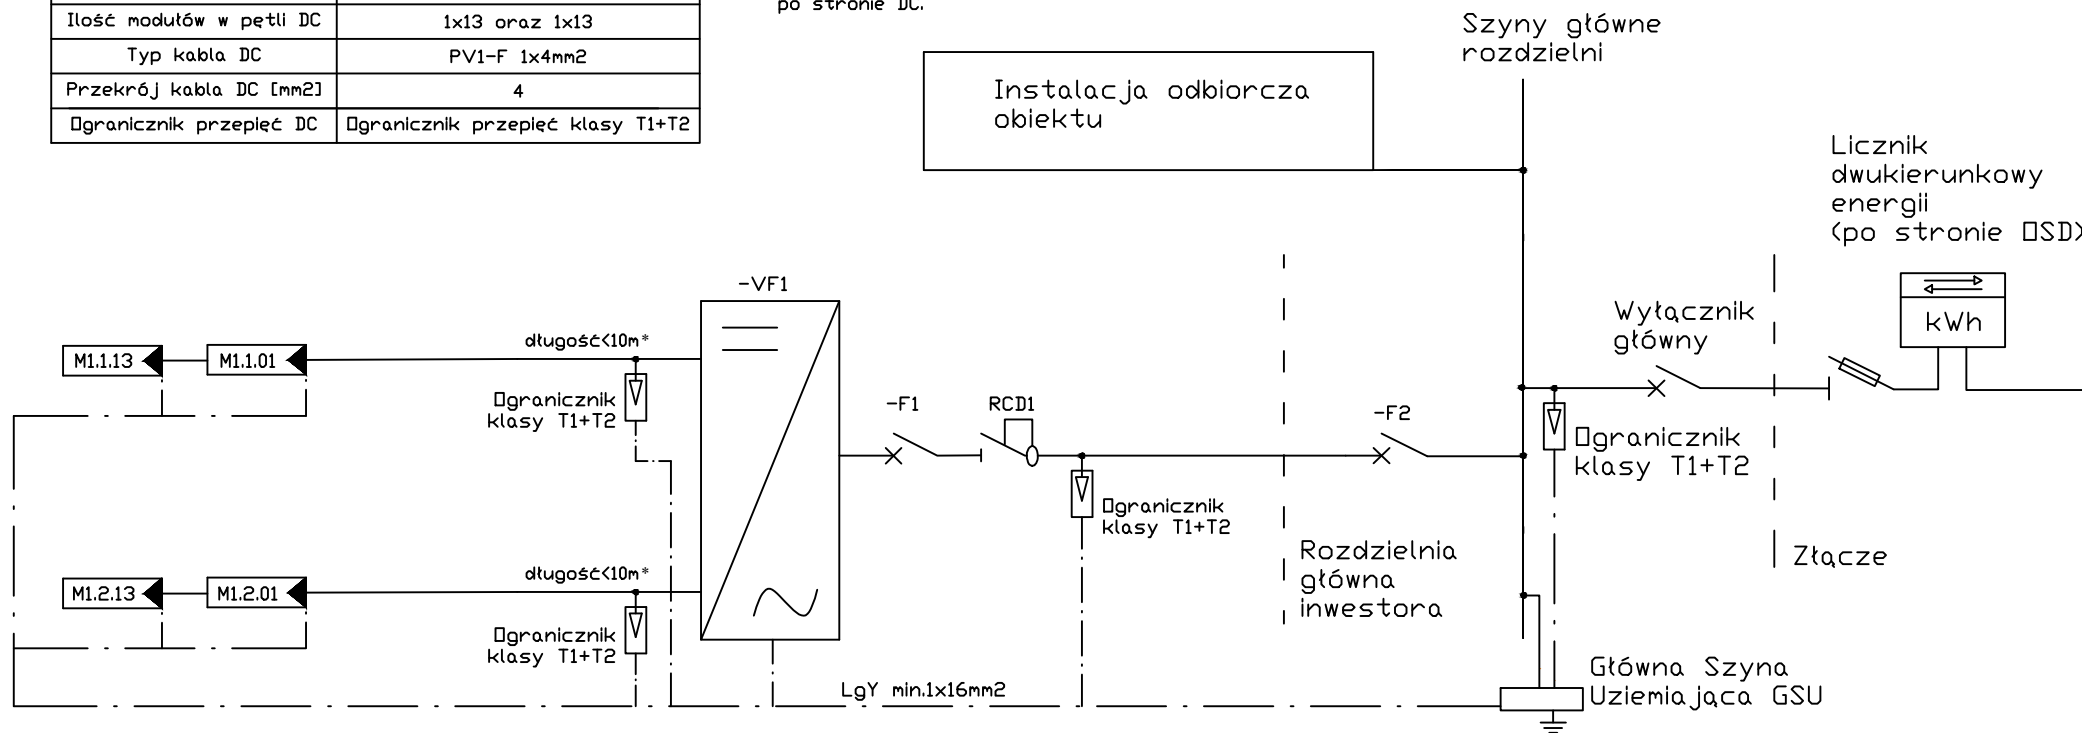 Ilość modułów w pętli DC 1x13 oraz 1x13
Typ kabla DC PV1-F 1x4mm2
Przekrój kabla DC [mm2] 4
Ogranicznik przepięć DC Ogranicznik przepięć klasy T1+T2
po stronie DC.
Szyny główne
rozdzielni
Instalacja odbiorcza
obiektu
Licznik
dwukierunkowy
energii
(po stronie OSD)
kWh
Wyłącznik
główny
-VF1
długość<10m*
M1.1.13
M1.1.01
Ogranicznik
klasy T1+T2
-F1
RCD1
-F2
Ogranicznik
klasy T1+T2
Ogranicznik
klasy T1+T2
Rozdzielnia
główna
inwestora
Złącze
długość<10m*
M1.2.13
M1.2.01
Ogranicznik
klasy T1+T2
LgY min.1x16mm2
Główna Szyna
Uziemiająca GSU